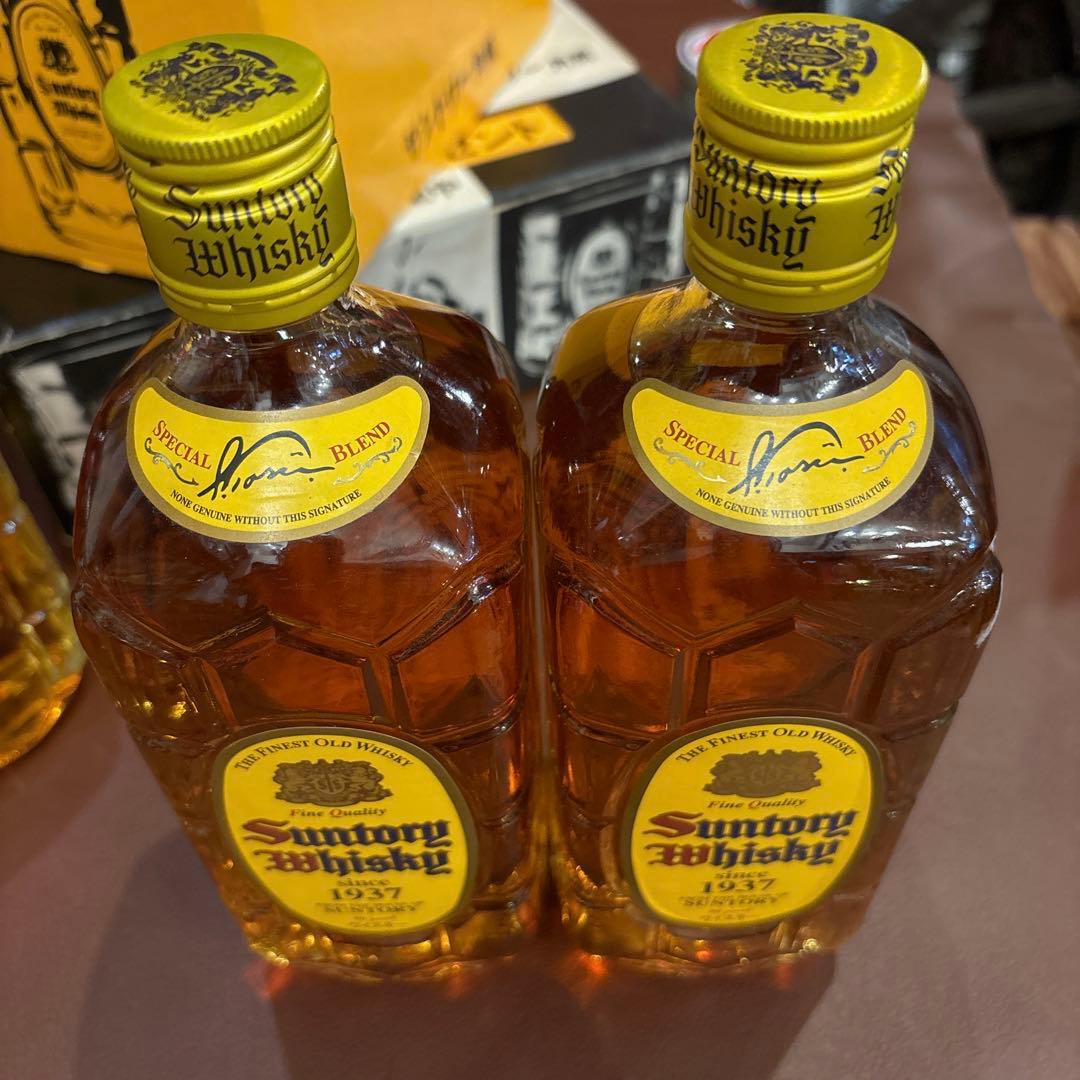 Suntory
Whisky
Suntory
Whisky
SPECIAL BLEND
NONE GENUINE WITHOUT THIS SIGNATURE
SPECIAL BLEND
NONE GENUINE WITHOUT THIS SIGNATURE
THE FINEST OLD WHISKY
Fine Quality
Suntory
Whisky
since
1937
SUNTORY
THE FINEST OLD WHISKY
Fine Quality
Suntory
Whisky
since
1937
SUNTORY